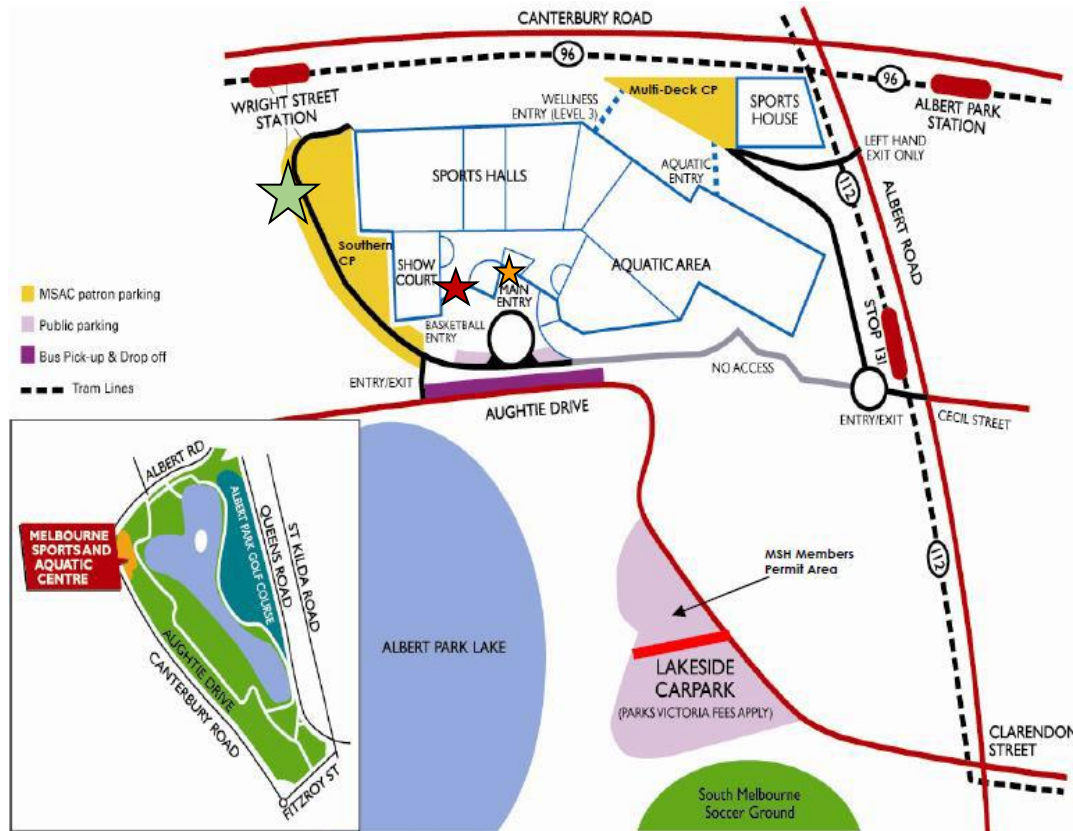 CANTERBURY ROAD
96
96
WRIGHT STREET
STATION
WELLNESS
ENTRY (LEVEL 3)
Multi-Deck CP
SPORTS
HOUSE
ALBERT PARK
STATION
LEFT HAND
EXIT ONLY
SPORTS HALLS
AQUATIC
ENTRY
112
ALBERT ROAD
Southern
CP
SHOW
COURT
MAIN
ENTRY
AQUATIC AREA
BASKETBALL
ENTRY
STOP 131
MSAC patron parking
Public parking
Bus Pick-up & Drop off
Tram Lines
ENTRY/EXIT
NO ACCESS
AUGHTIE DRIVE
ENTRY/EXIT
CECIL STREET
112
MSH Members
Permit Area
ALBERT PARK LAKE
LAKESIDE
CARPARK
(PARKS VICTORIA FEES APPLY)
CLARENDON
STREET
South Melbourne
Soccer Ground
ALBERT RD
MELBOURNE
SPORTS AND
AQUATIC
CENTRE
ALBERT PARK GOLF COURSE
QUEENS ROAD
ST KILDA ROAD
AUGHTIE DRIVE
CANTERBURY ROAD
FITZROY ST